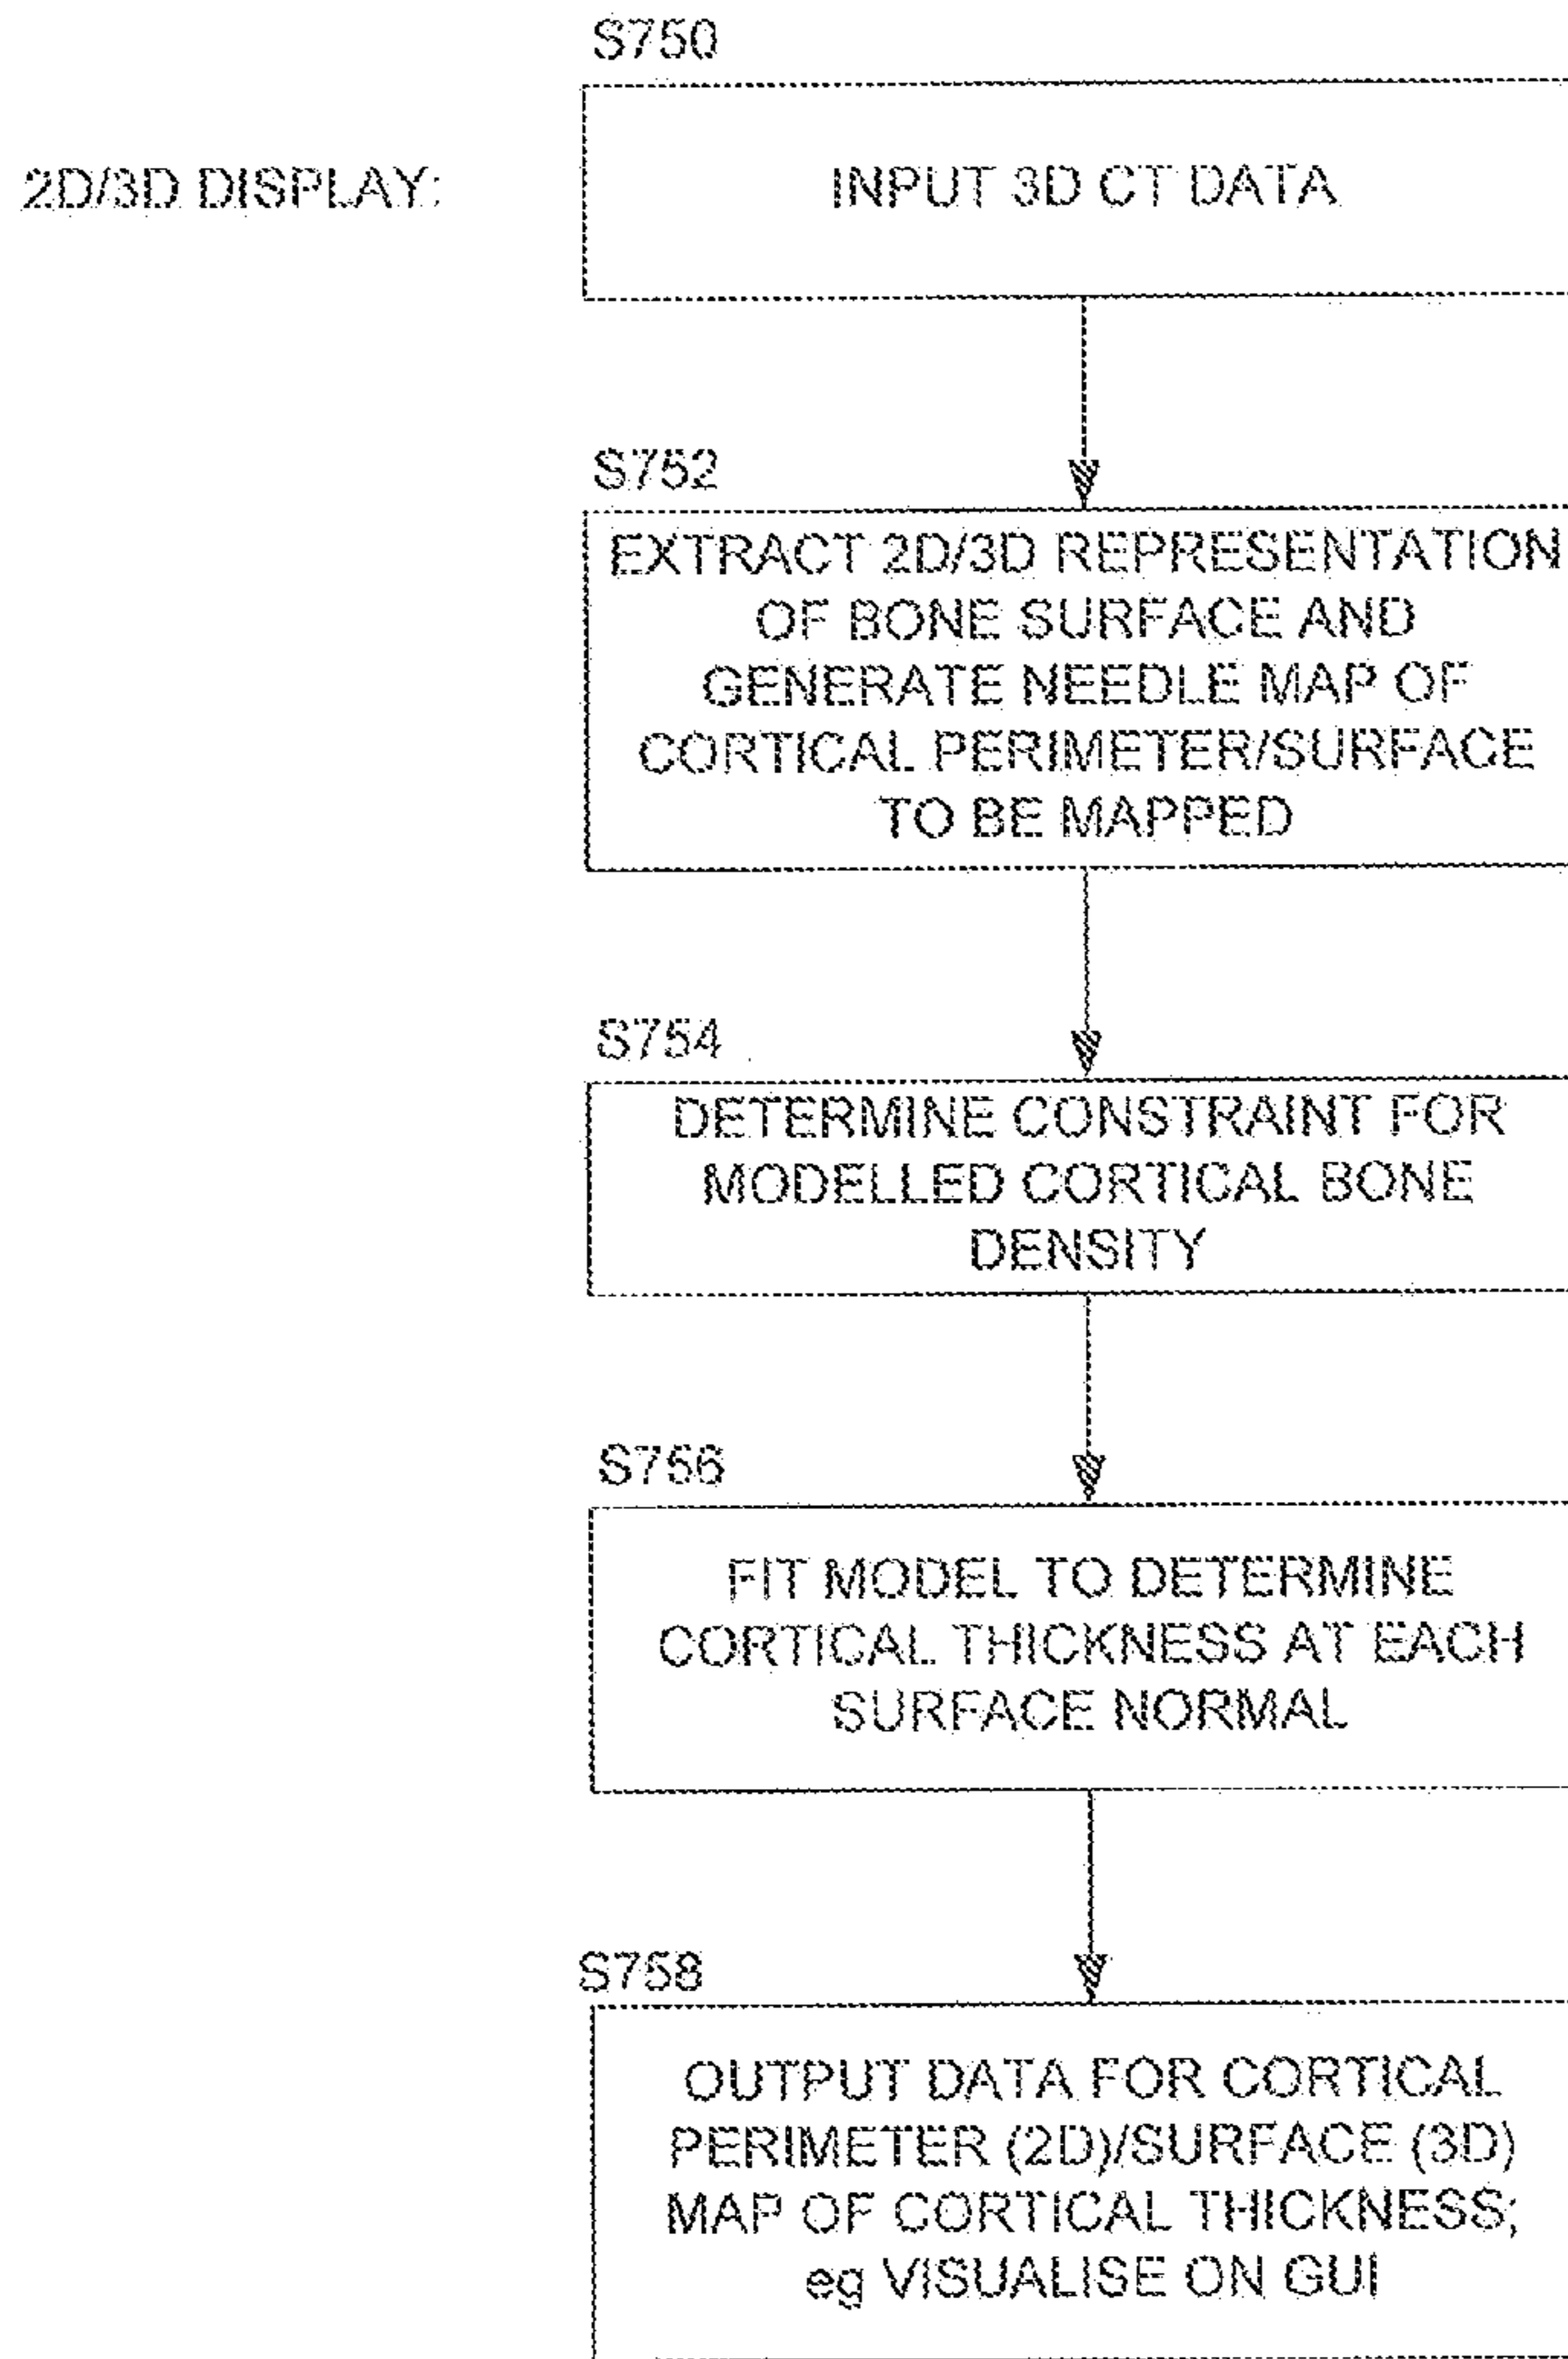 S750
2D/3D DISPLAY:
INPUT 3D CT DATA
S752
EXTRACT 2D/3D REPRESENTATION
OF BONE SURFACE AND
GENERATE NEEDLE MAP OF
CORTICAL PERIMETER/SURFACE
TO BE MAPPED
S754
DETERMINE CONSTRAINT FOR
MODELLED CORTICAL BONE
DENSITY
S756
FIT MODEL TO DETERMINE
CORTICAL THICKNESS AT EACH
SURFACE NORMAL
S758
OUTPUT DATA FOR CORTICAL
PERIMETER (2D)/SURFACE (3D)
MAP OF CORTICAL THICKNESS;
eg VISUALISE ON GUI